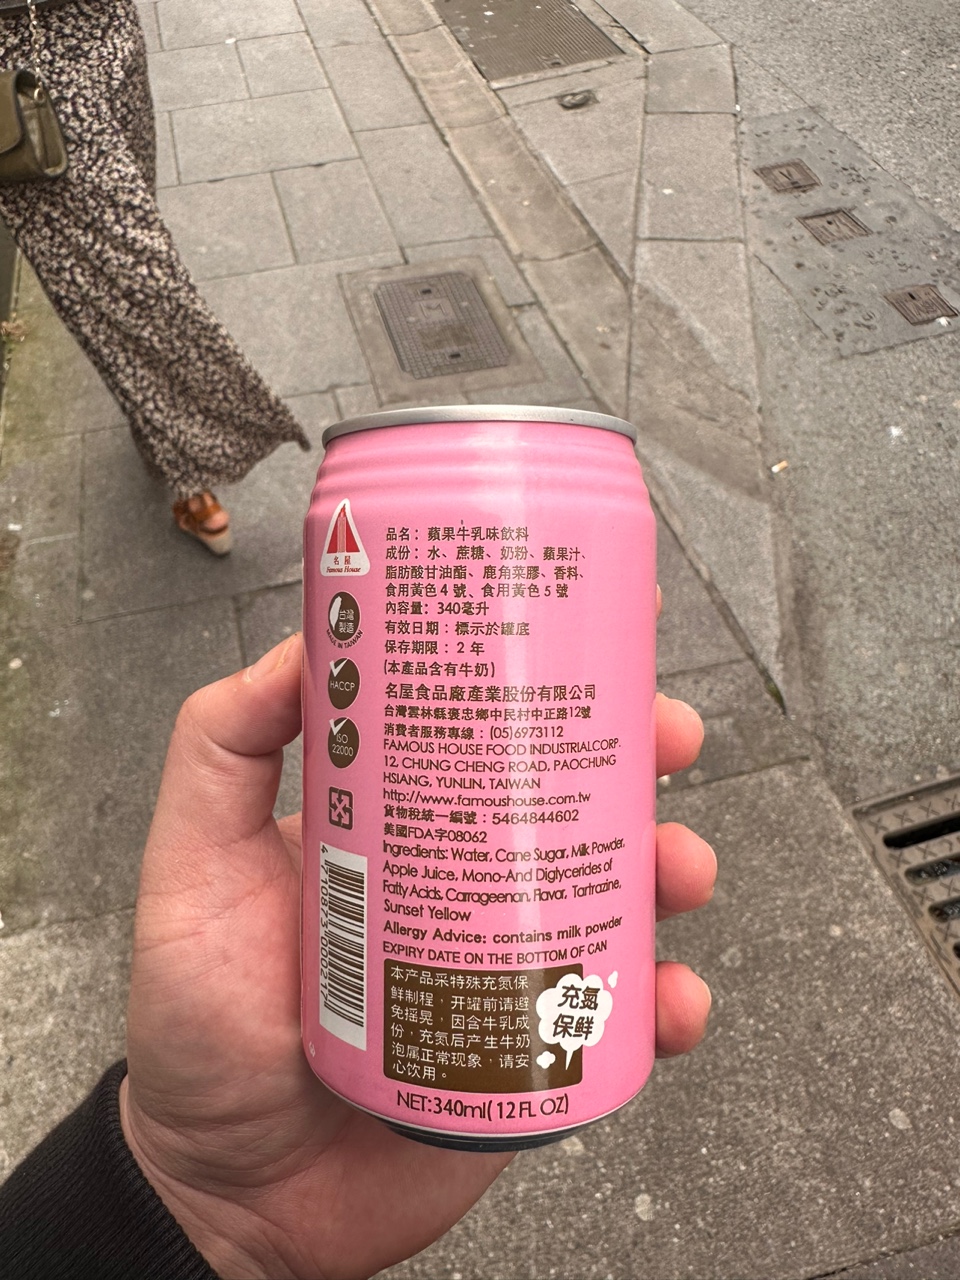 名屋
Famous House
台灣
製造
MADE IN TAIWAN
HACCP
ISO
22000
4 710873 000217
品名：蘋果牛乳味飲料
成份：水、蔗糖、奶粉、蘋果汁、
脂肪酸甘油酯、鹿角菜膠、香料、
食用黃色4號、食用黃色5號
內容量：340毫升
有效日期：標示於罐底
保存期限：2年
(本產品含有牛奶)
名屋食品廠產業股份有限公司
台灣雲林縣褒忠鄉中民村中正路12號
消費者服務專線：(05)6973112
FAMOUS HOUSE FOOD INDUSTRIALCORP.
12, CHUNG CHENG ROAD, PAOCHUNG
HSIANG, YUNLIN, TAIWAN
http://www.famoushouse.com.tw
貨物稅統一編號：5464844602
美國FDA字08062
Ingredients: Water, Cane Sugar, Milk Powder,
Apple Juice, Mono-And Diglycerides of
Fatty Acids, Carrageenan, Flavor, Tartrazine,
Sunset Yellow
Allergy Advice: contains milk powder
EXPIRY DATE ON THE BOTTOM OF CAN
本产品采特殊充氮保
鲜制程，开罐前请避
免摇晃，因含牛乳成
份，充氮后产生牛奶
泡属正常现象，请安
心饮用。
充氮
保鲜
NET:340ml(12 FL OZ)